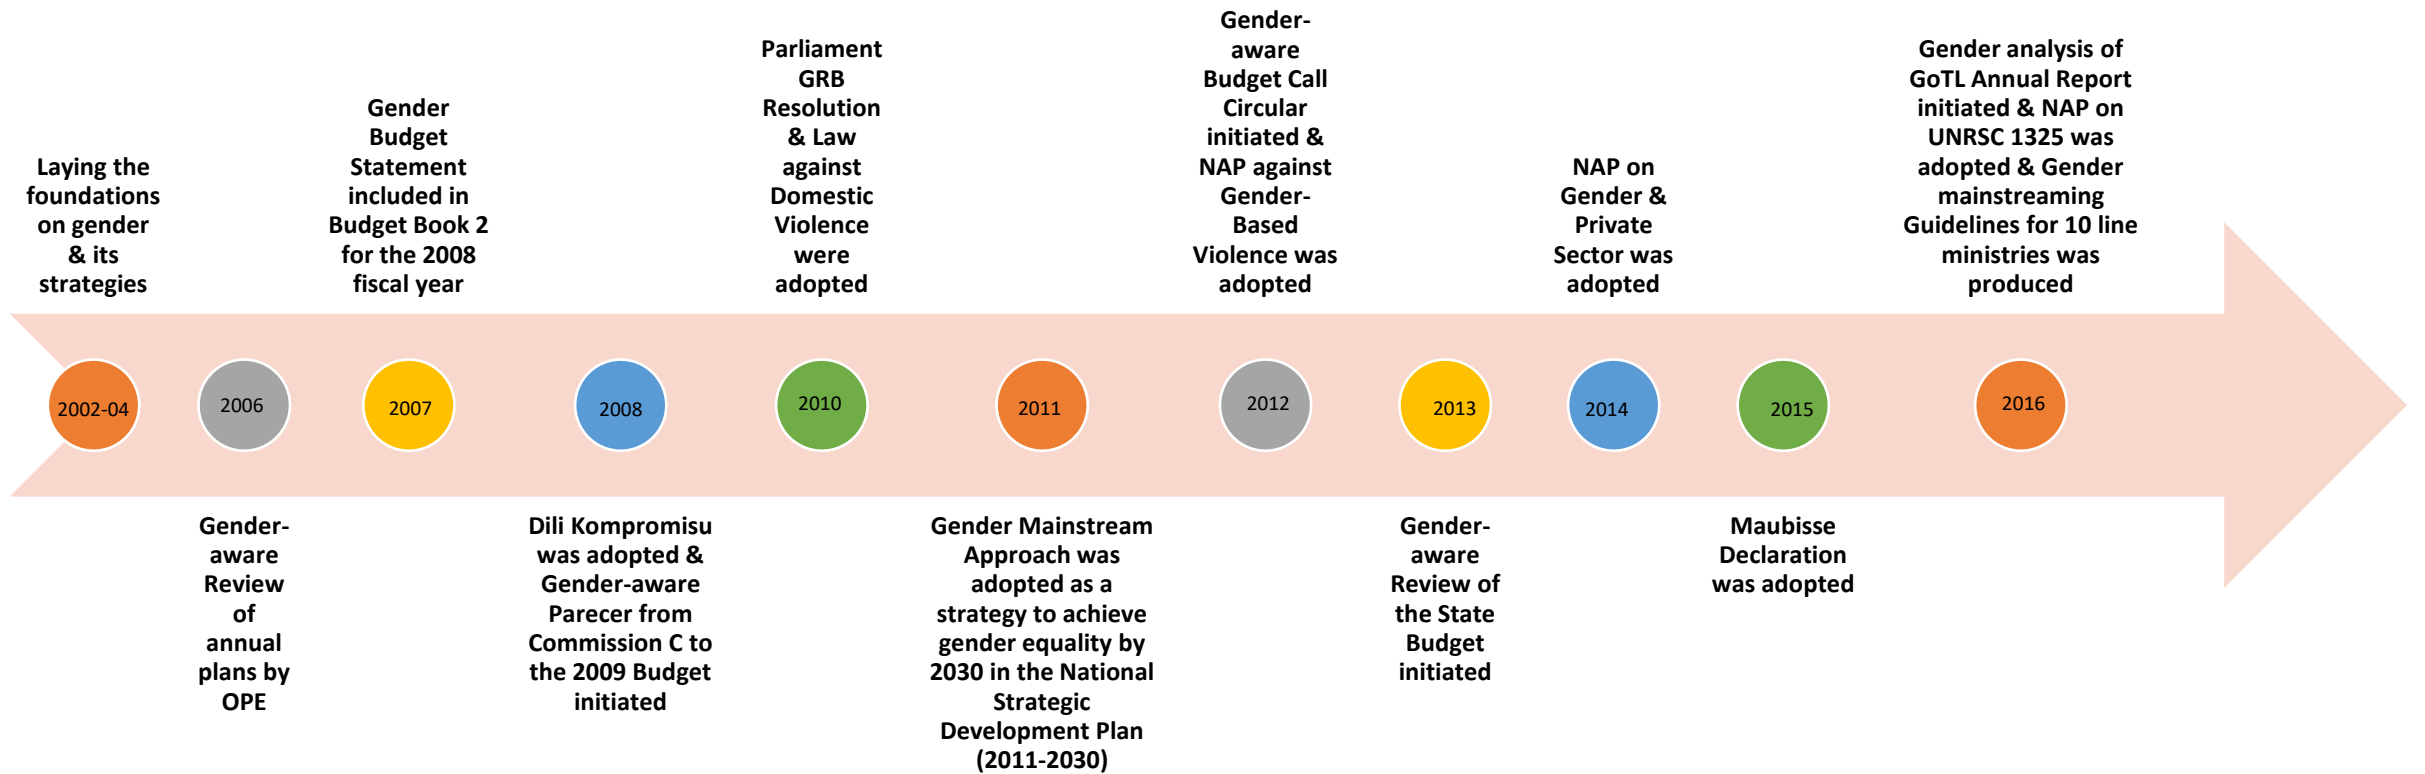 Laying the
foundations
on gender
& its
strategies
Gender
Budget
Statement
included in
Budget Book 2
for the 2008
fiscal year
Parliament
GRB
Resolution
& Law
against
Domestic
Violence
were
adopted
Gender-
aware
Budget Call
Circular
initiated &
NAP against
Gender-
Based
Violence was
adopted
NAP on
Gender &
Private
Sector was
adopted
Gender analysis of
GoTL Annual Report
initiated & NAP on
UNRSC 1325 was
adopted & Gender
mainstreaming
Guidelines for 10 line
ministries was
produced
2002-04
2006
2007
2008
2010
2011
2012
2013
2014
2015
2016
Gender-
aware
Review
of
annual
plans by
OPE
Dili Kompromisu
was adopted &
Gender-aware
Parecer from
Commission C to
the 2009 Budget
initiated
Gender Mainstream
Approach was
adopted as a
strategy to achieve
gender equality by
2030 in the National
Strategic
Development Plan
(2011-2030)
Gender-
aware
Review of
the State
Budget
initiated
Maubisse
Declaration
was adopted